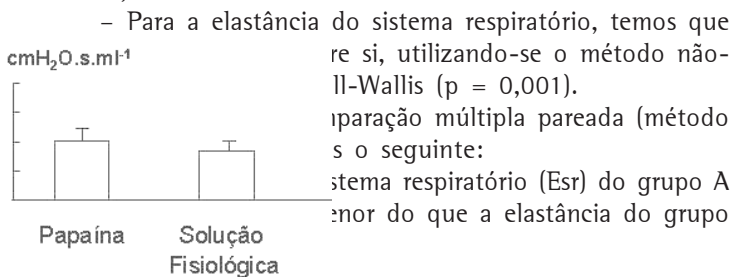 – Para a elastância do sistema respiratório, temos que
cmH₂O.s.ml⁻¹
re si, utilizando-se o método não-
ll-Wallis (p = 0,001).
mparação múltipla pareada (método
s o seguinte:
stema respiratório (Esr) do grupo A
enor do que a elastância do grupo
Papaína
Solução
Fisiológica